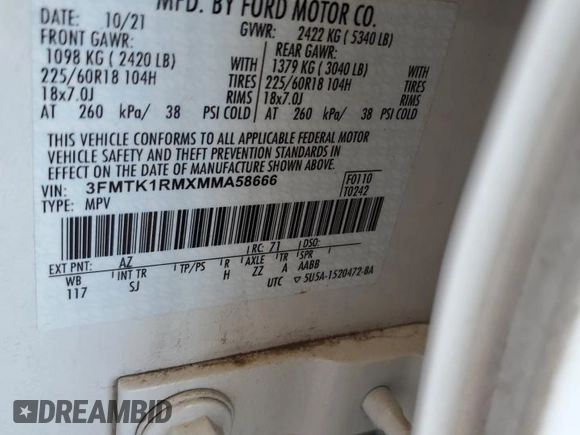 MFD. BY FORD MOTOR CO.
DATE: 10/21 GVWR: 2422 KG (5340 LB)
FRONT GAWR: REAR GAWR:
1098 KG (2420 LB) WITH 1379 KG (3040 LB) WITH
225/60R18 104H TIRES 225/60R18 104H TIRES
18x7.0J RIMS 18x7.0J RIMS
AT 260 kPa/ 38 PSI COLD AT 260 kPa/ 38 PSI COLD
THIS VEHICLE CONFORMS TO ALL APPLICABLE FEDERAL MOTOR
VEHICLE SAFETY AND THEFT PREVENTION STANDARDS IN
EFFECT ON THE DATE OF MANUFACTURE SHOWN ABOVE.
VIN: 3FMTK1RMXMMA58666 F0110
TYPE: MPV T0242
EXT PNT: AZ RC: 71 DSO:
WB INT TR TP/PS R AXLE TR SPR
117 SJ H ZZ A AABB
UTC ▽ 5U5A-1520472-BA
DREAMBID